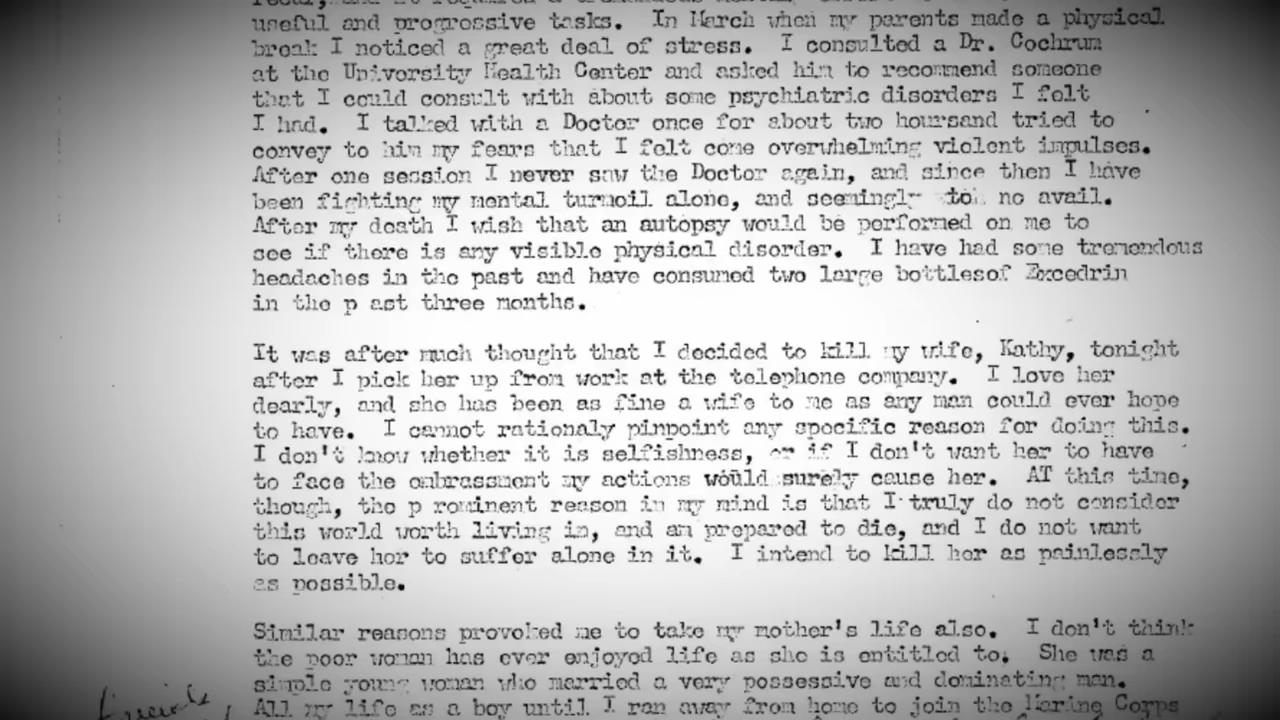 useful and progressive tasks. In March when my parents made a physical
break I noticed a great deal of stress. I consulted a Dr. Cochrum
at the University Health Center and asked him to recommend someone
that I could consult with about some psychiatric disorders I felt
I had. I talked with a Doctor once for about two hoursand tried to
convey to him my fears that I felt come overwhelming violent impulses.
After one session I never saw the Doctor again, and since then I have
been fighting my mental turmoil alone, and seemingly to no avail.
After my death I wish that an autopsy would be performed on me to
see if there is any visible physical disorder. I have had some tremendous
headaches in the past and have consumed two large bottlesof Excedrin
in the p ast three months.
It was after much thought that I decided to kill my wife, Kathy, tonight
after I pick her up from work at the telephone company. I love her
dearly, and she has been as fine a wife to me as any man could ever hope
to have. I cannot rationaly pinpoint any specific reason for doing this.
I don't know whether it is selfishness, or if I don't want her to have
to face the embrassment my actions would surely cause her. AT this time,
though, the p rominent reason in my mind is that I truly do not consider
this world worth living in, and am prepared to die, and I do not want
to leave her to suffer alone in it. I intend to kill her as painlessly
as possible.
Similar reasons provoked me to take my mother's life also. I don't think
the poor woman has ever enjoyed life as she is entitled to. She was a
simple young woman who married a very possessive and dominating man.
All my life as a boy until I ran away from home to join the Marine Corps